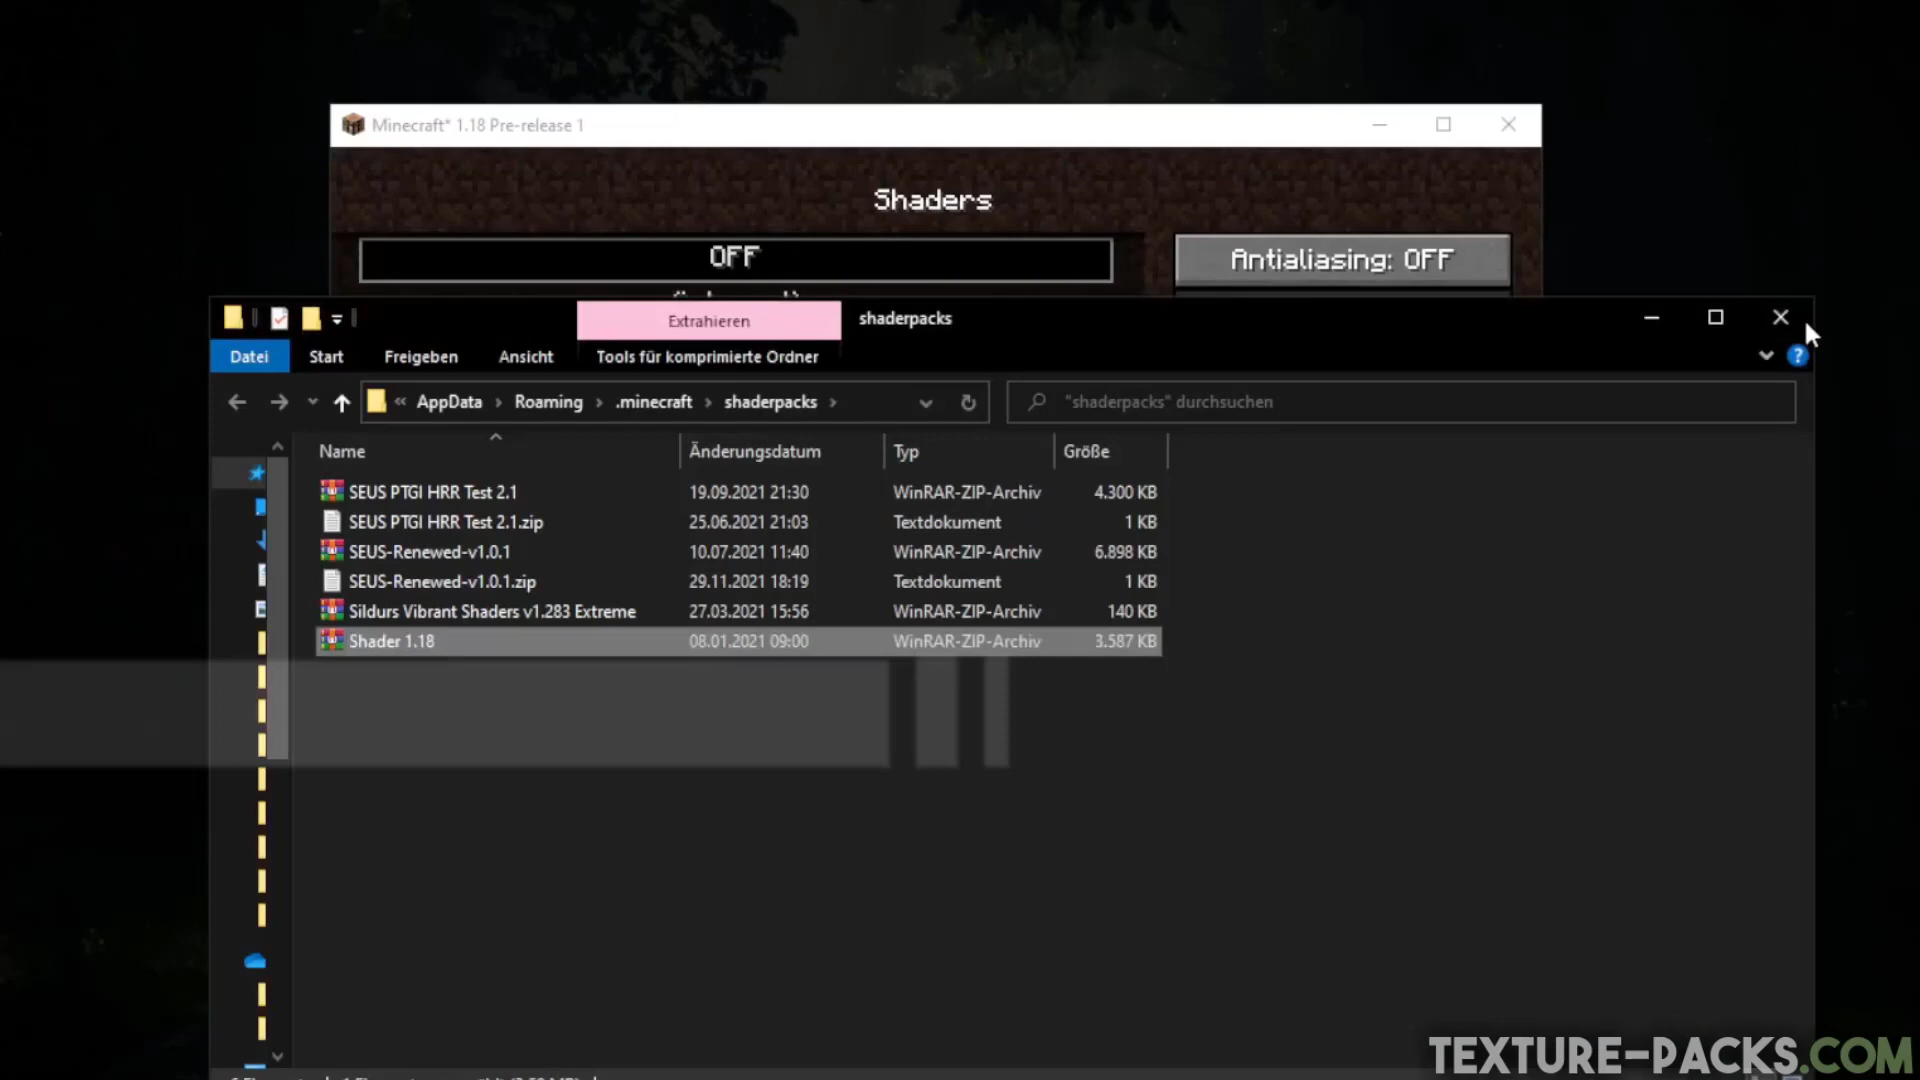 Minecraft* 1.18 Pre-release 1
Shaders
OFF
Antialiasing: OFF
Extrahieren
shaderpacks
Datei
Start
Freigeben
Ansicht
Tools für komprimierte Ordner
« AppData › Roaming › .minecraft › shaderpacks ›
"shaderpacks" durchsuchen
Name Änderungsdatum Typ Größe
SEUS PTGI HRR Test 2.1 19.09.2021 21:30 WinRAR-ZIP-Archiv 4.300 KB
SEUS PTGI HRR Test 2.1.zip 25.06.2021 21:03 Textdokument 1 KB
SEUS-Renewed-v1.0.1 10.07.2021 11:40 WinRAR-ZIP-Archiv 6.898 KB
SEUS-Renewed-v1.0.1.zip 29.11.2021 18:19 Textdokument 1 KB
Sildurs Vibrant Shaders v1.283 Extreme 27.03.2021 15:56 WinRAR-ZIP-Archiv 140 KB
Shader 1.18 08.01.2021 09:00 WinRAR-ZIP-Archiv 3.587 KB
TEXTURE-PACKS.COM